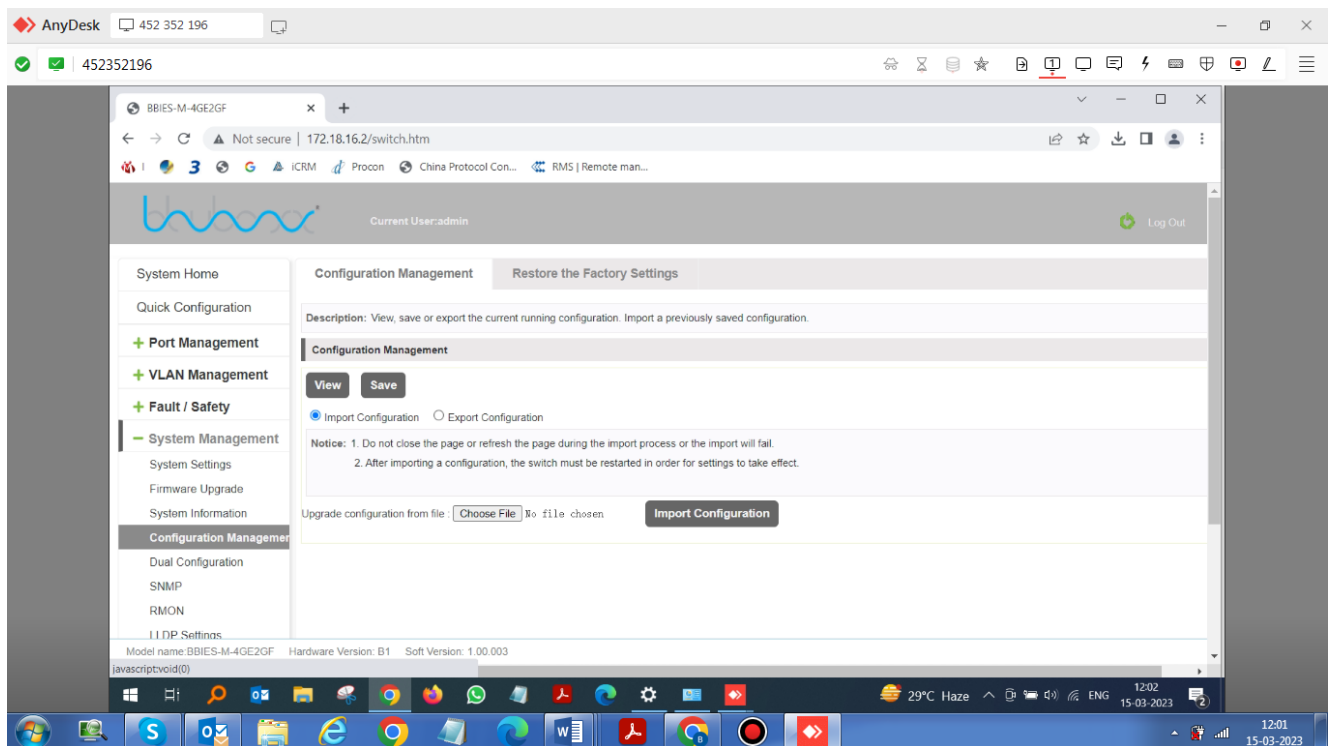 AnyDesk 452 352 196
452352196
BBIES-M-4GE2GF
Not secure | 172.18.16.2/switch.htm
iCRM Procon China Protocol Con... RMS | Remote man...
Current User:admin
Log Out
System Home
Configuration Management Restore the Factory Settings
Quick Configuration
Description: View, save or export the current running configuration. Import a previously saved configuration.
Port Management
Configuration Management
VLAN Management
View Save
Fault / Safety
Import Configuration Export Configuration
System Management
Notice: 1. Do not close the page or refresh the page during the import process or the import will fail.
2. After importing a configuration, the switch must be restarted in order for settings to take effect.
System Settings
Firmware Upgrade
System Information
Upgrade configuration from file : Choose File No file chosen Import Configuration
Configuration Managemen
Dual Configuration
SNMP
RMON
LLDP Settings
Model name:BBIES-M-4GE2GF Hardware Version: B1 Soft Version: 1.00.003
javascript:void(0)
29°C Haze ENG 12:02
15-03-2023
12:01
15-03-2023